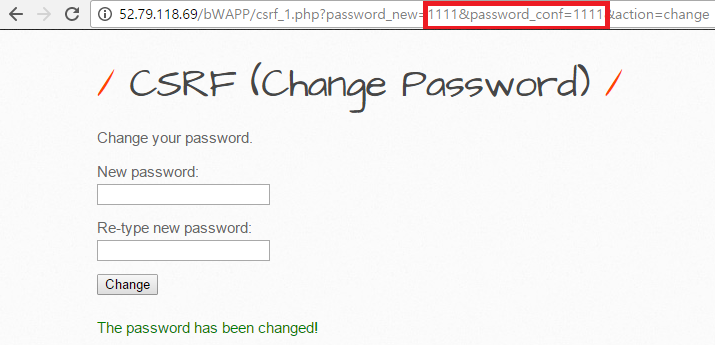 52.79.118.69/bWAPP/csrf_1.php?password_new=1111&password_conf=1111&action=change
/ CSRF (Change Password) /
Change your password.
New password:
Re-type new password:
Change
The password has been changed!